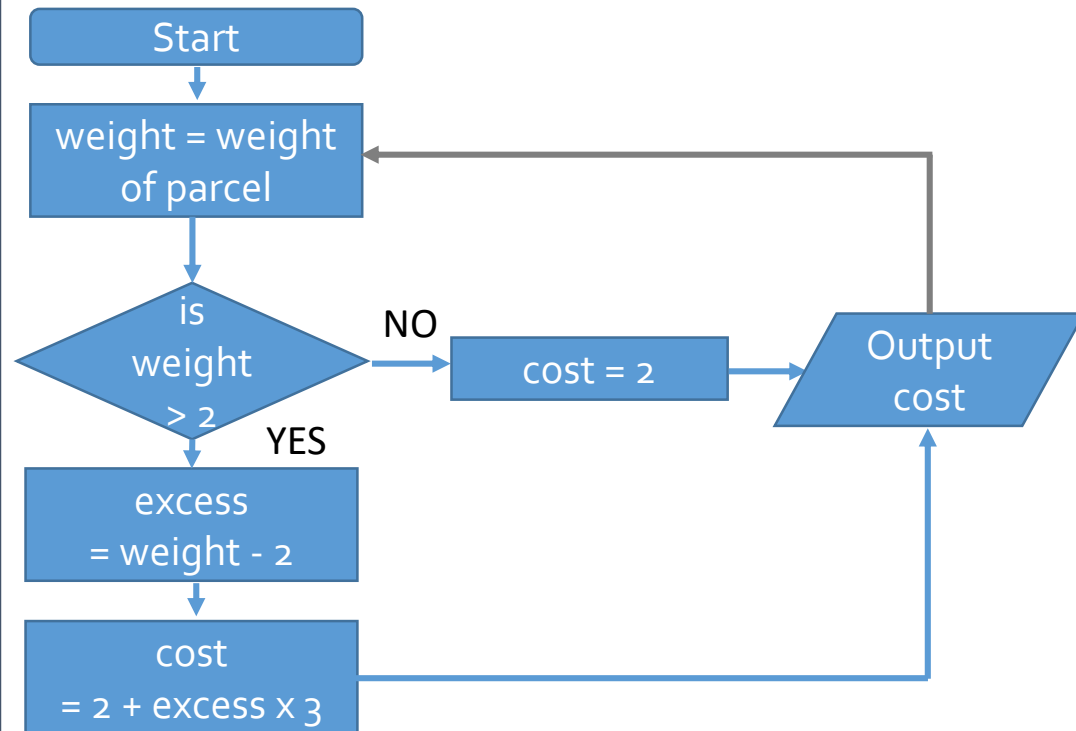 Start
weight = weight
of parcel
is
weight
> 2
NO
cost = 2
Output
cost
YES
excess
= weight - 2
cost
= 2 + excess x 3